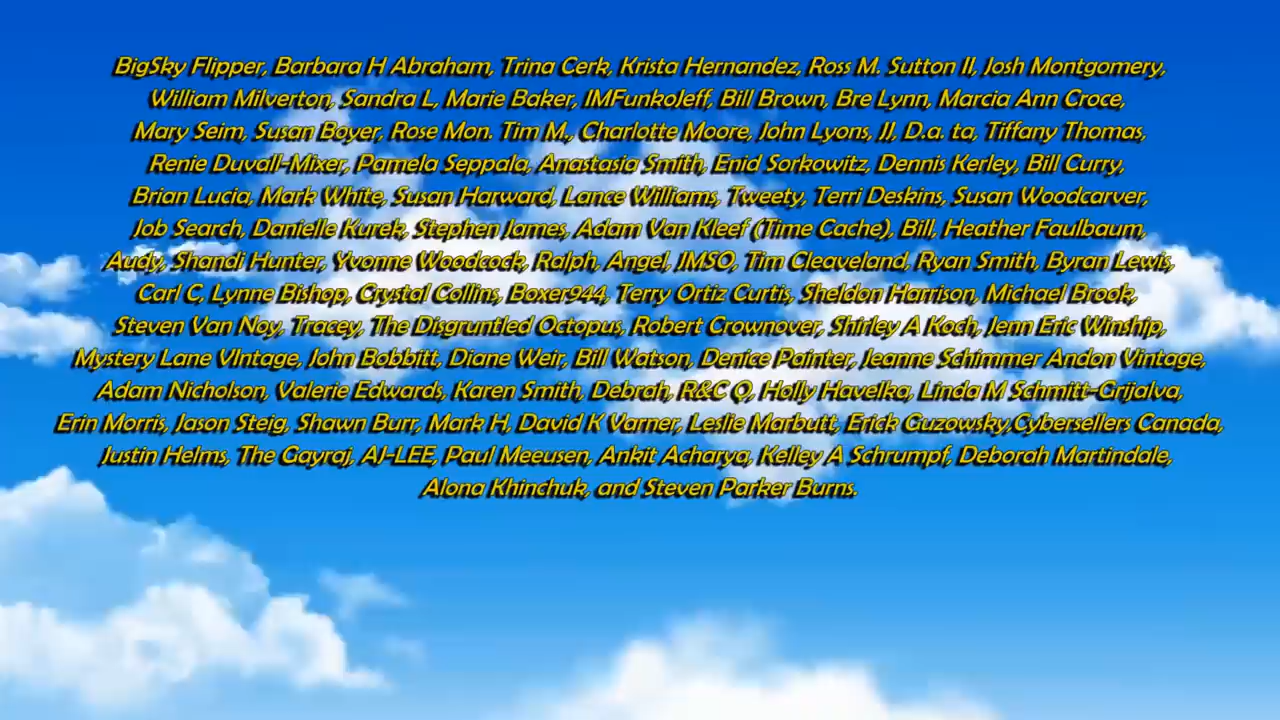 BigSky Flipper, Barbara H Abraham, Trina Cerk, Krista Hernandez, Ross M. Sutton II, Josh Montgomery,
William Milverton, Sandra L, Marie Baker, IMFunkoJeff, Bill Brown, Bre Lynn, Marcia Ann Croce,
Mary Seim, Susan Boyer, Rose Mon. Tim M., Charlotte Moore, John Lyons, JJ, D.a. ta, Tiffany Thomas,
Renie Duvall-Mixer, Pamela Seppala, Anastasia Smith, Enid Sorkowitz, Dennis Kerley, Bill Curry,
Brian Lucia, Mark White, Susan Harward, Lance Williams, Tweety, Terri Deskins, Susan Woodcarver,
Job Search, Danielle Kurek, Stephen James, Adam Van Kleef (Time Cache), Bill, Heather Faulbaum,
Audy, Shandi Hunter, Yvonne Woodcock, Ralph, Angel, JMSO, Tim Cleaveland, Ryan Smith, Byran Lewis,
Carl C, Lynne Bishop, Crystal Collins, Boxer944, Terry Ortiz Curtis, Sheldon Harrison, Michael Brook,
Steven Van Noy, Tracey, The Disgruntled Octopus, Robert Crownover, Shirley A Koch, Jenn Eric Winship,
Mystery Lane VIntage, John Bobbitt, Diane Weir, Bill Watson, Denice Painter, Jeanne Schimmer Andon Vintage,
Adam Nicholson, Valerie Edwards, Karen Smith, Debrah, R&C Q, Holly Havelka, Linda M Schmitt-Grijalva,
Erin Morris, Jason Steig, Shawn Burr, Mark H, David K Varner, Leslie Marbutt, Erick Guzowsky,Cybersellers Canada,
Justin Helms, The Gayraj, AJ-LEE, Paul Meeusen, Ankit Acharya, Kelley A Schrumpf, Deborah Martindale,
Alona Khinchuk, and Steven Parker Burns.